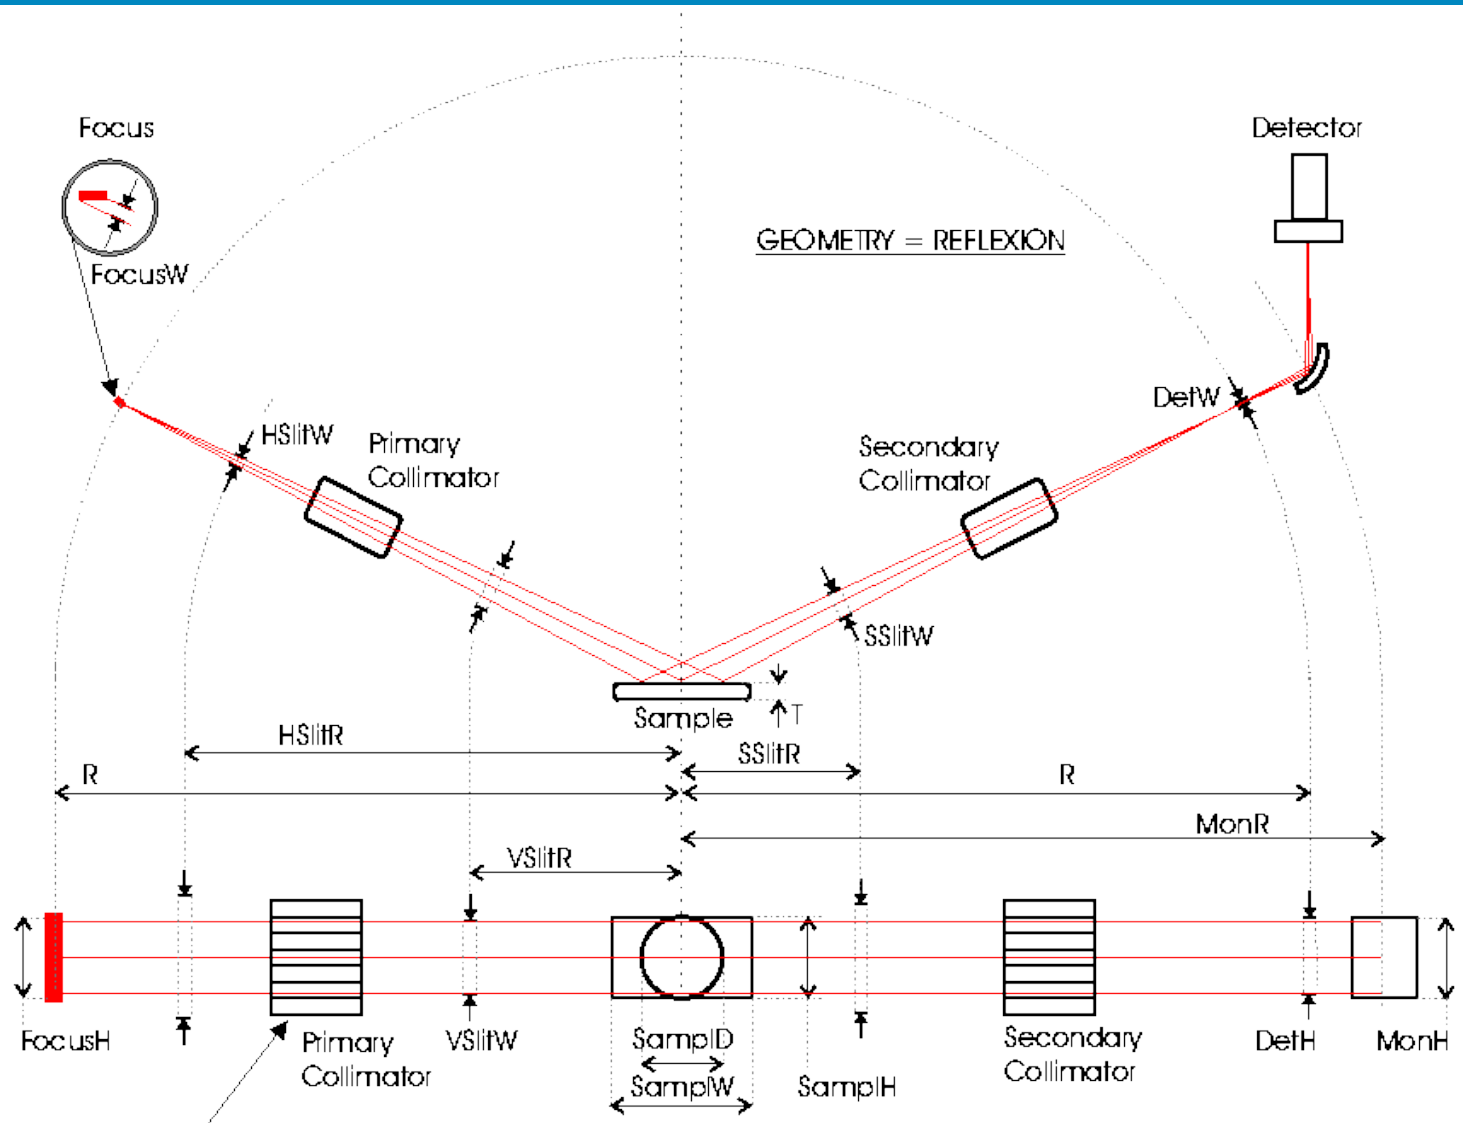 Focus
Detector
GEOMETRY = REFLEXION
FocusW
DetW
HSlitW
Primary
Collimator
Secondary
Collimator
SSlitW
T
Sample
HSlitR
SSlitR
R
R
MonR
VSlitR
FocusH
Primary
Collimator
VSlitW
SamplD
SamplW
SamplH
Secondary
Collimator
DetH
MonH